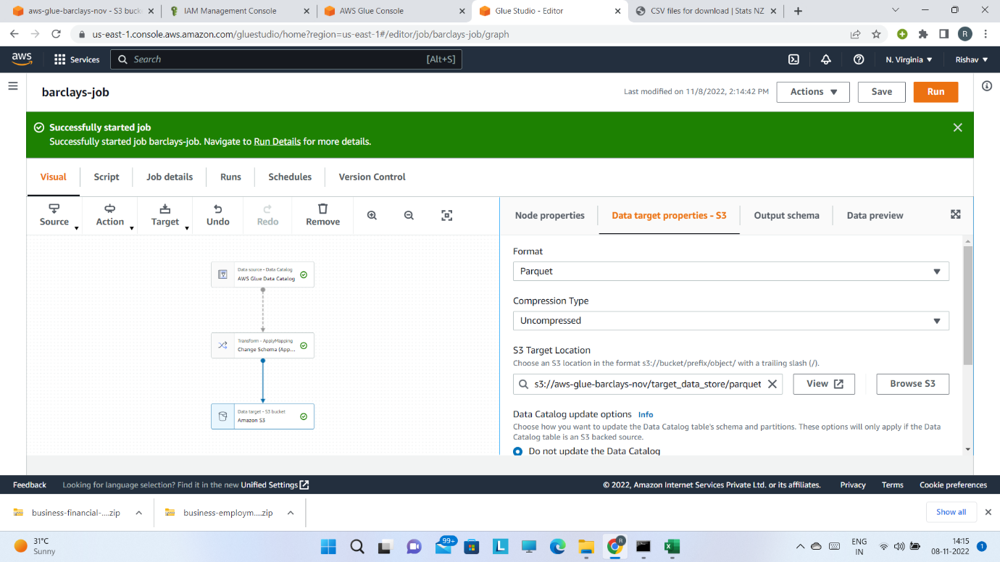 aws-glue-barclays-nov - S3 buck
IAM Management Console
AWS Glue Console
Glue Studio - Editor
CSV files for download | Stats NZ
us-east-1.console.aws.amazon.com/gluestudio/home?region=us-east-1#/editor/job/barclays-job/graph
R
aws
Services
Search
[Alt+S]
N. Virginia
Rishav
barclays-job
Last modified on 11/8/2022, 2:14:42 PM
Actions
Save
Run
Successfully started job
Successfully started job barclays-job. Navigate to Run Details for more details.
Visual
Script
Job details
Runs
Schedules
Version Control
Source
Action
Target
Undo
Redo
Remove
Node properties
Data target properties - S3
Output schema
Data preview
Data source - Data Catalog
AWS Glue Data Catalog
Transform - ApplyMapping
Change Schema (App...
Data target - S3 bucket
Amazon S3
Format
Parquet
Compression Type
Uncompressed
S3 Target Location
Choose an S3 location in the format s3://bucket/prefix/object/ with a trailing slash (/).
s3://aws-glue-barclays-nov/target_data_store/parquet
View
Browse S3
Data Catalog update options Info
Choose how you want to update the Data Catalog table's schema and partitions. These options will only apply if the Data
Catalog table is an S3 backed source.
Do not update the Data Catalog
Feedback
Looking for language selection? Find it in the new Unified Settings
© 2022, Amazon Internet Services Private Ltd. or its affiliates.
Privacy
Terms
Cookie preferences
business-financial-....zip
business-employm....zip
Show all
31°C
Sunny
99+
L
R
ENG
IN
14:15
08-11-2022
1